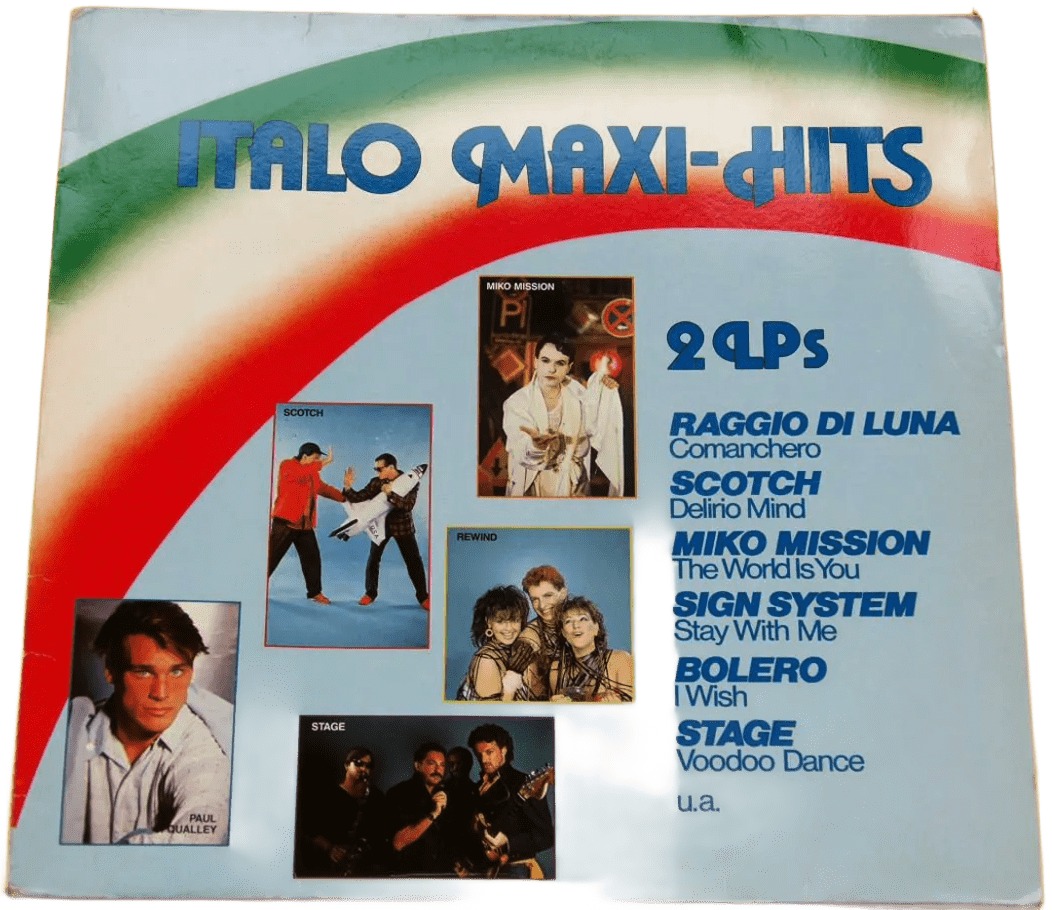 ITALO MAXI-HITS
MIKO MISSION
P
2 LPs
SCOTCH
RAGGIO DI LUNA
Comanchero
SCOTCH
Delirio Mind
USA
REWIND
MIKO MISSION
The World Is You
SIGN SYSTEM
Stay With Me
BOLERO
I Wish
STAGE
STAGE
Voodoo Dance
u.a.
PAUL
QUALLEY